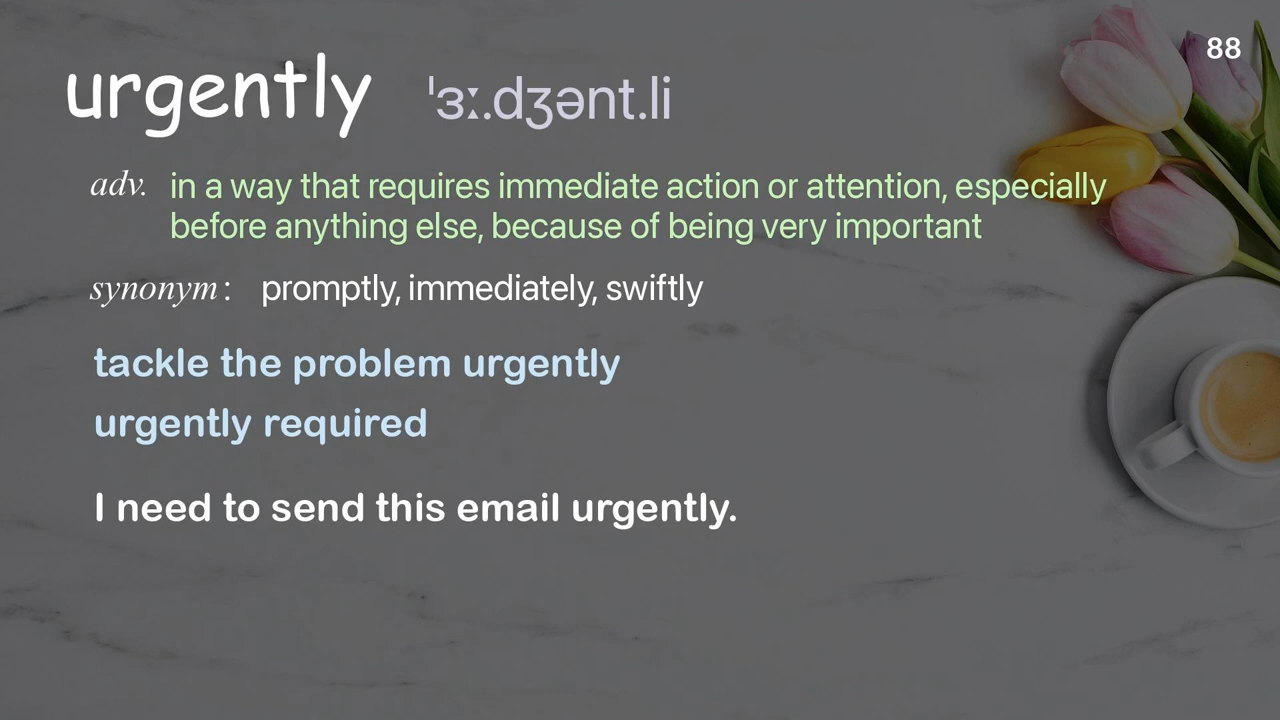 88
urgently ˈɜː.dʒənt.li
adv. in a way that requires immediate action or attention, especially
before anything else, because of being very important
synonym: promptly, immediately, swiftly
tackle the problem urgently
urgently required
I need to send this email urgently.